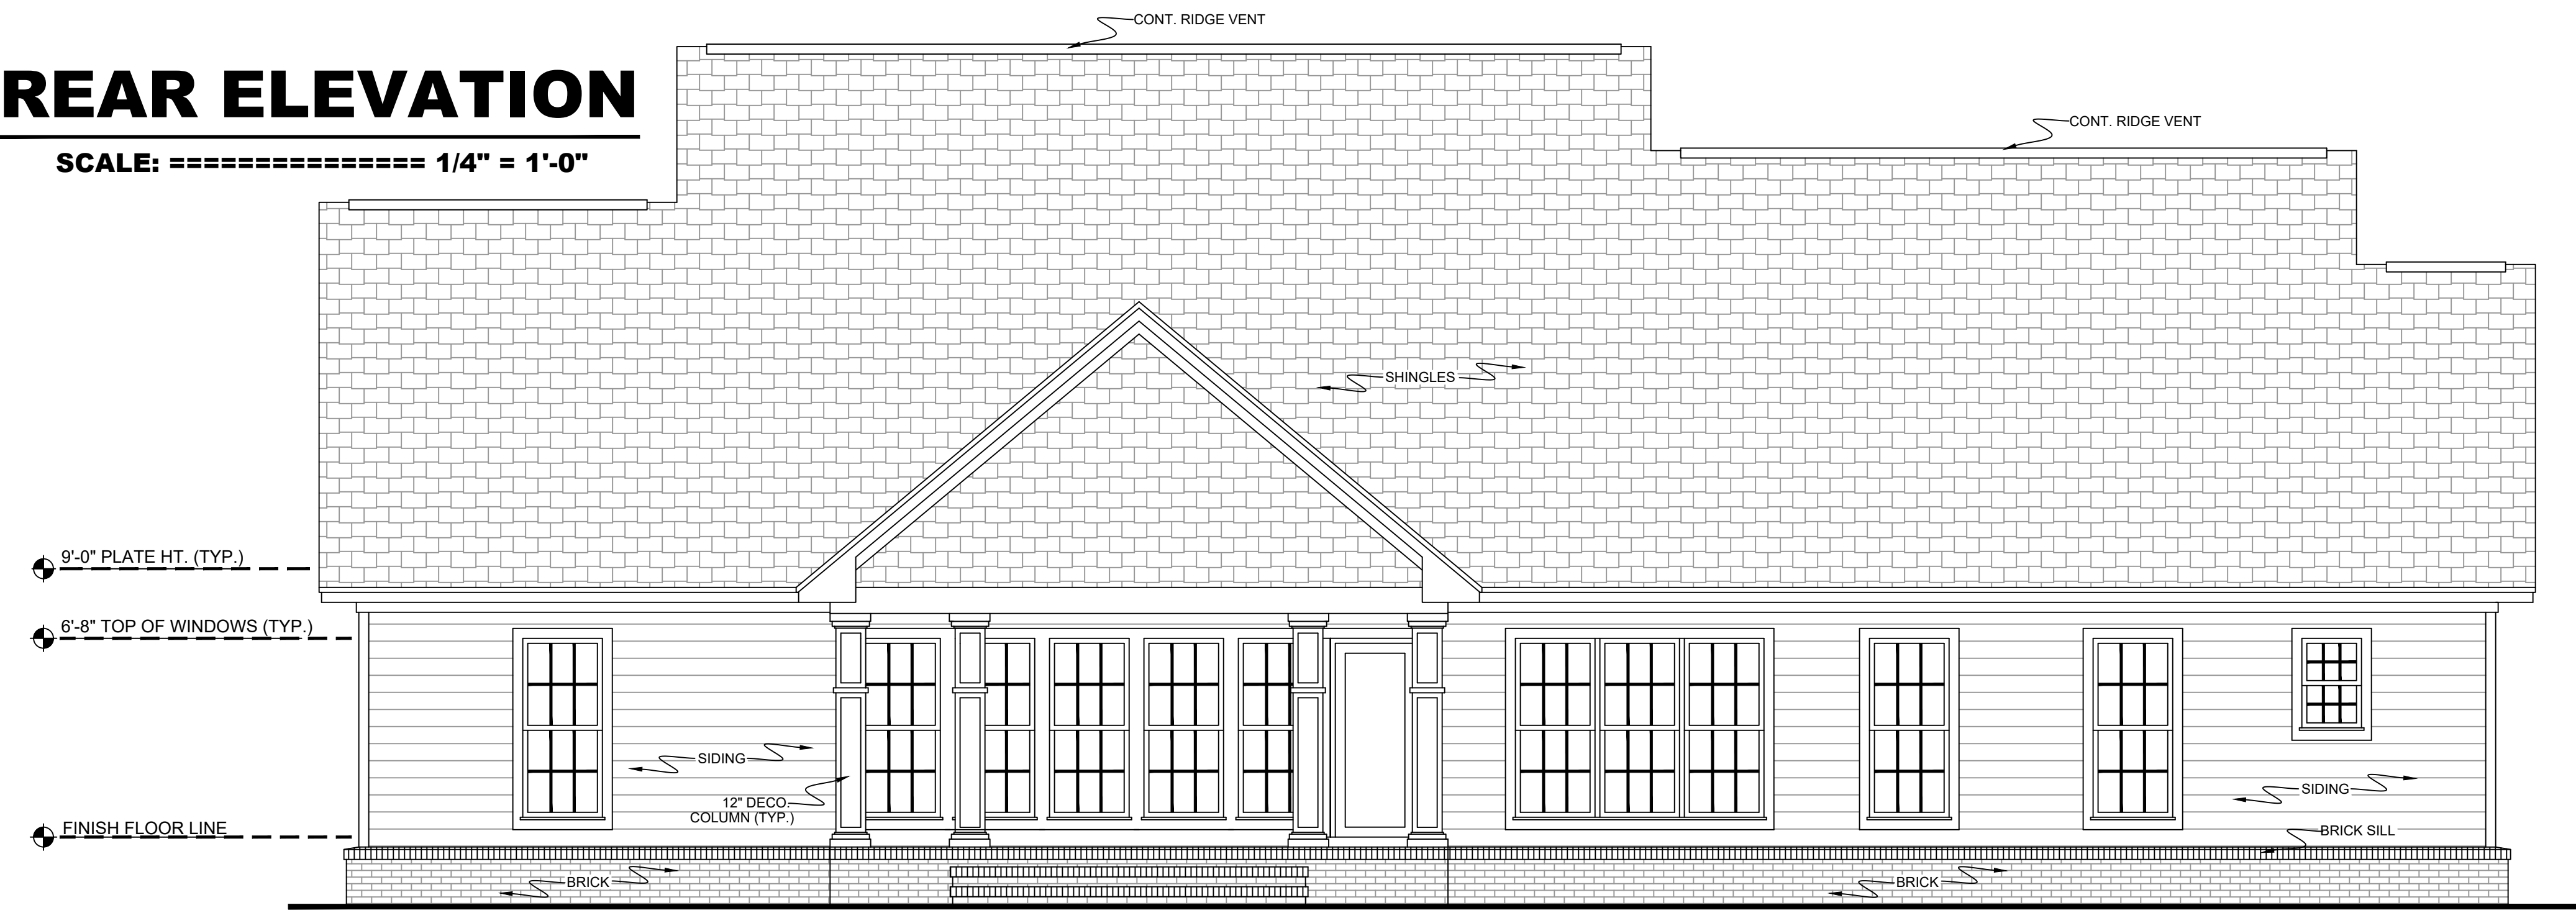 CONT. RIDGE VENT
REAR ELEVATION
CONT. RIDGE VENT
SCALE: =============== 1/4" = 1'-0"
SHINGLES
9'-0" PLATE HT. (TYP.)
6'-8" TOP OF WINDOWS (TYP.)
SIDING
SIDING
12" DECO.
COLUMN (TYP.)
FINISH FLOOR LINE
BRICK SILL
BRICK
BRICK